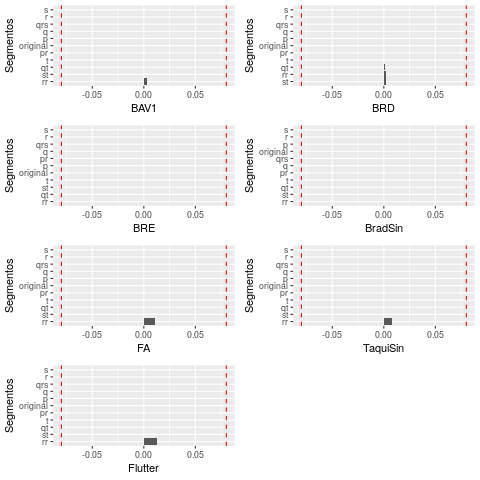 Segmentos
s
r
qrs
q
p
original
pr
t
qt
st
rr
-0.05 0.00 0.05
BAV1
Segmentos
s
r
qrs
q
p
original
pr
t
qt
rr
st
-0.05 0.00 0.05
BRD
Segmentos
s
r
qrs
q
pr
p
original
t
st
qt
rr
-0.05 0.00 0.05
BRE
Segmentos
s
r
p
original
qrs
q
pr
t
st
qt
rr
-0.05 0.00 0.05
BradSin
Segmentos
s
r
qrs
q
p
original
pr
t
qt
st
rr
-0.05 0.00 0.05
FA
Segmentos
s
r
qrs
q
p
original
pr
t
qt
st
rr
-0.05 0.00 0.05
TaquiSin
Segmentos
s
r
qrs
q
p
original
pr
t
qt
st
rr
-0.05 0.00 0.05
Flutter